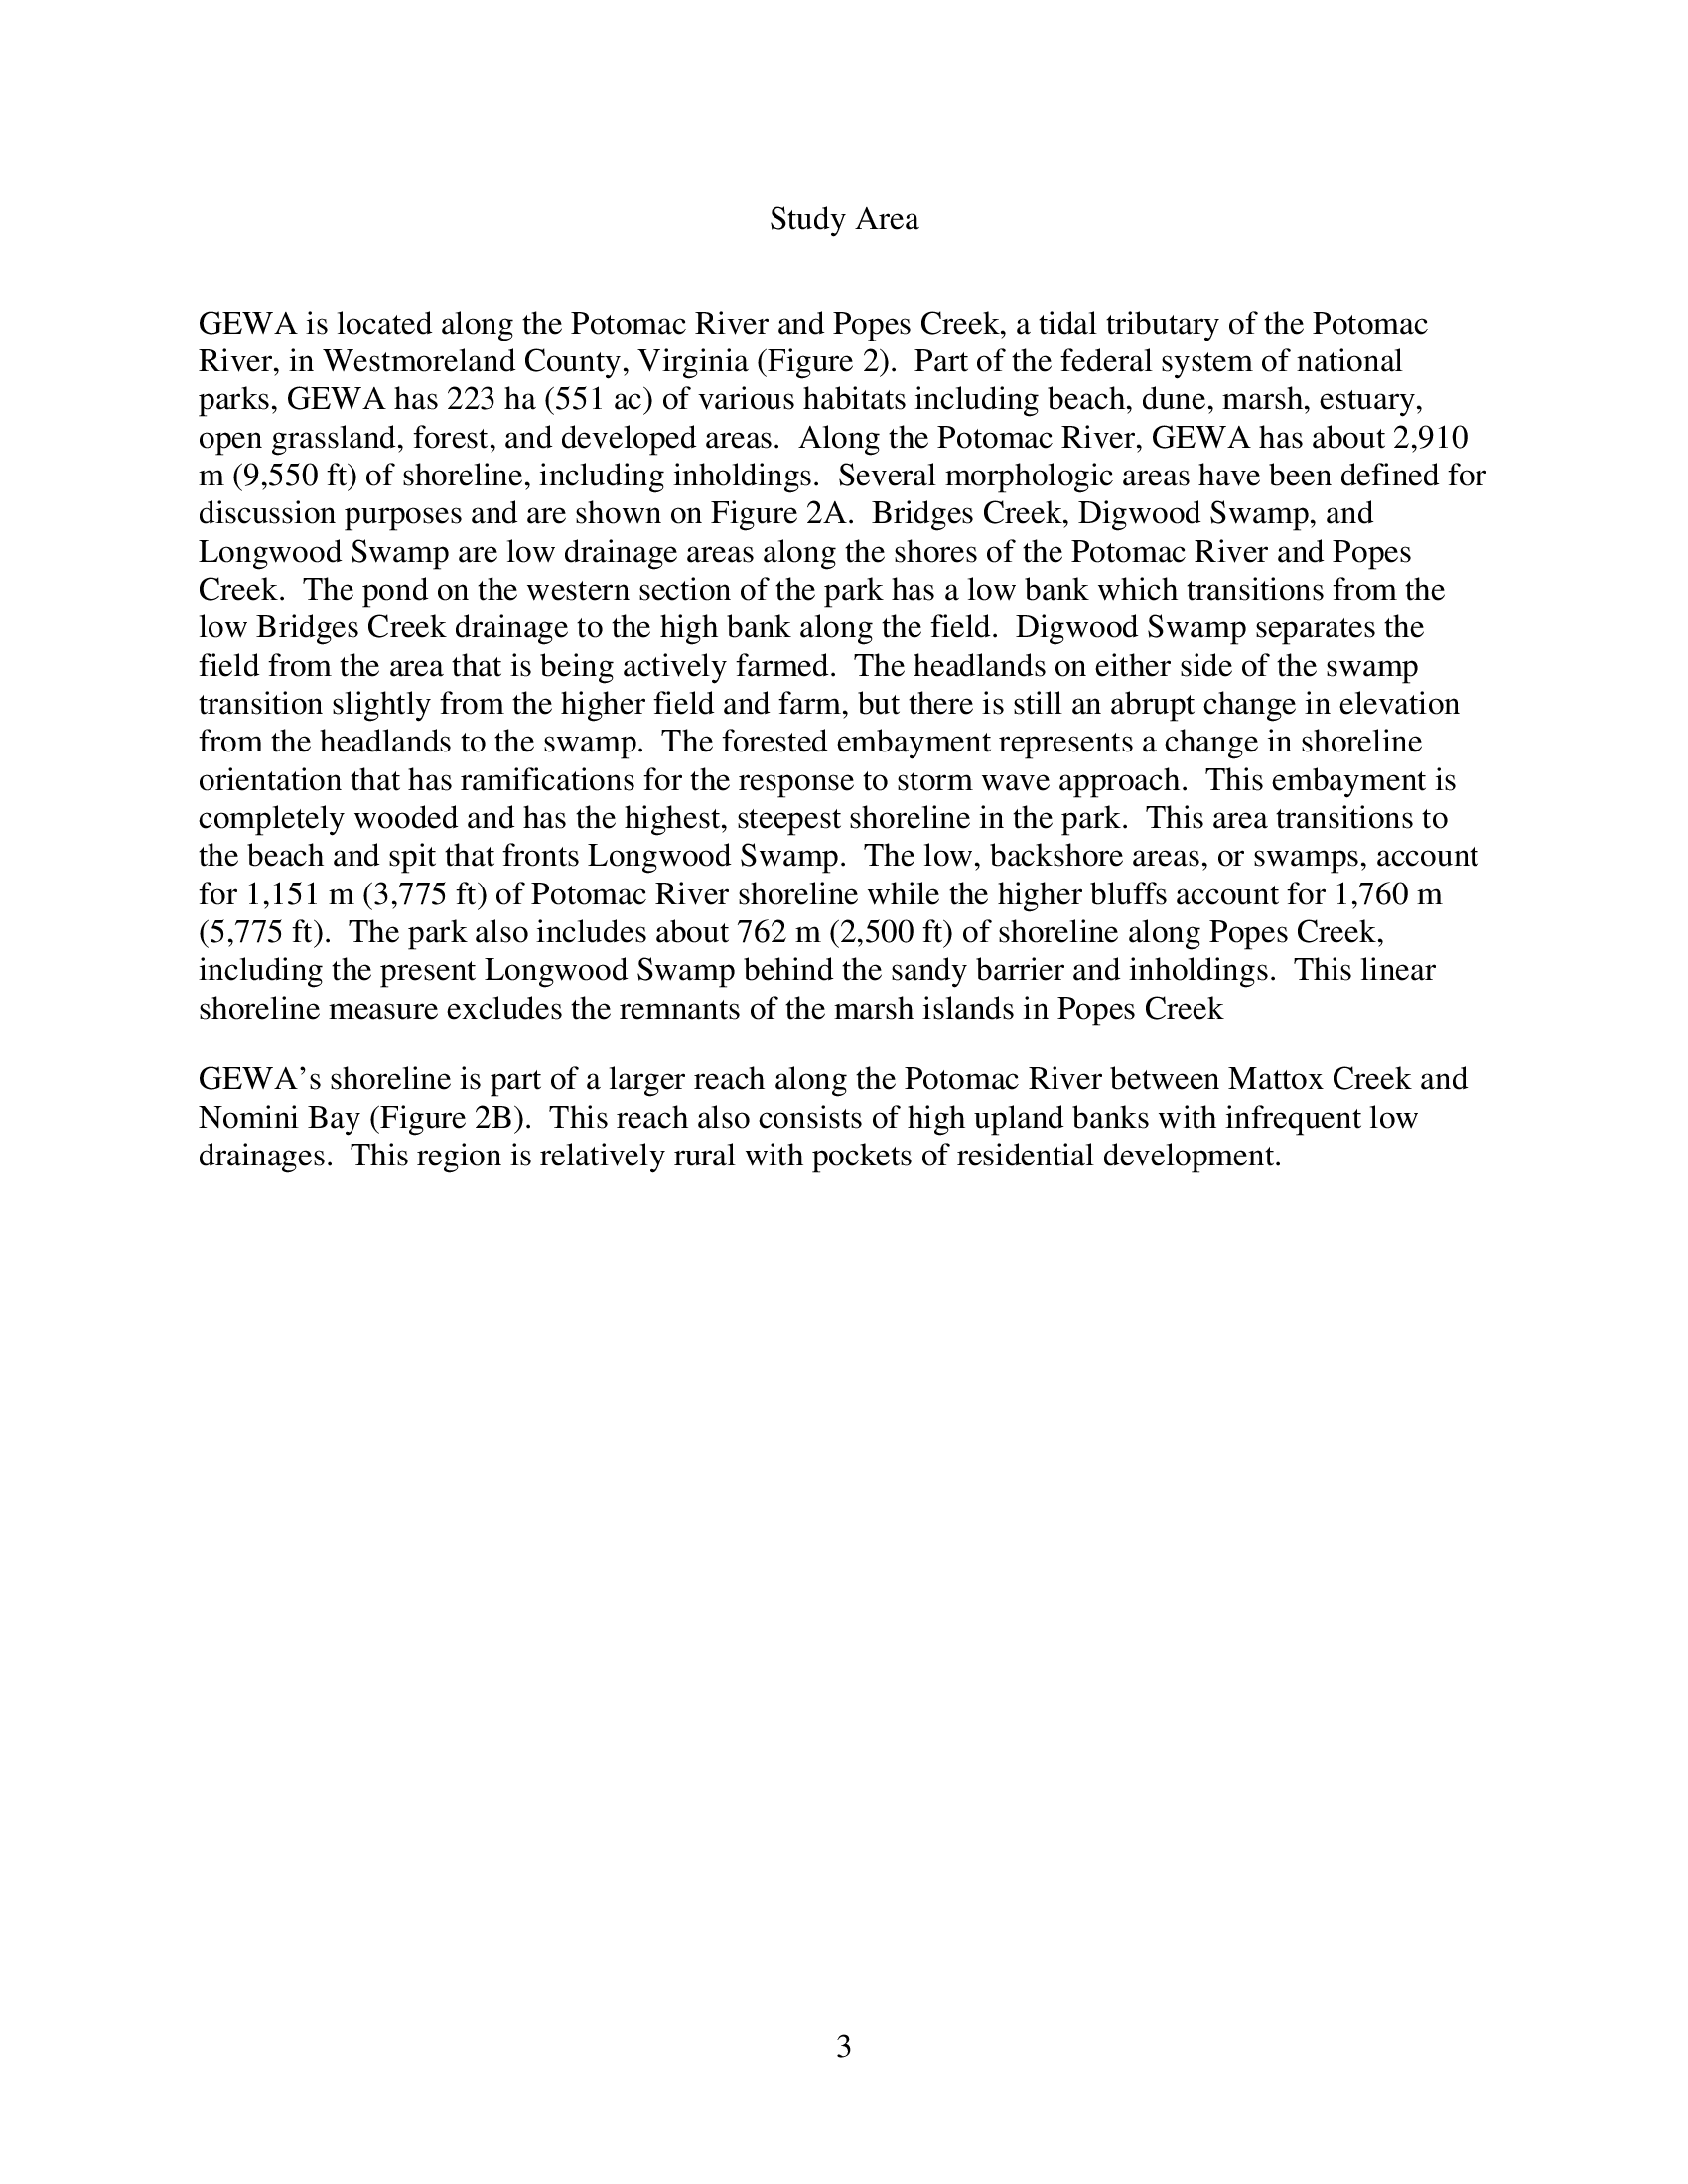 Study Area
GEWA is located along the Potomac River and Popes Creek, a tidal tributary of the Potomac
River, in Westmoreland County, Virginia (Figure 2).  Part of the federal system of national
parks, GEWA has 223 ha (551 ac) of various habitats including beach, dune, marsh, estuary,
open grassland, forest, and developed areas.  Along the Potomac River, GEWA has about 2,910
m (9,550 ft) of shoreline, including inholdings.  Several morphologic areas have been defined for
discussion purposes and are shown on Figure 2A.  Bridges Creek, Digwood Swamp, and
Longwood Swamp are low drainage areas along the shores of the Potomac River and Popes
Creek.  The pond on the western section of the park has a low bank which transitions from the
low Bridges Creek drainage to the high bank along the field.  Digwood Swamp separates the
field from the area that is being actively farmed.  The headlands on either side of the swamp
transition slightly from the higher field and farm, but there is still an abrupt change in elevation
from the headlands to the swamp.  The forested embayment represents a change in shoreline
orientation that has ramifications for the response to storm wave approach.  This embayment is
completely wooded and has the highest, steepest shoreline in the park.  This area transitions to
the beach and spit that fronts Longwood Swamp.  The low, backshore areas, or swamps, account
for 1,151 m (3,775 ft) of Potomac River shoreline while the higher bluffs account for 1,760 m
(5,775 ft).  The park also includes about 762 m (2,500 ft) of shoreline along Popes Creek,
including the present Longwood Swamp behind the sandy barrier and inholdings.  This linear
shoreline measure excludes the remnants of the marsh islands in Popes Creek
GEWA’s shoreline is part of a larger reach along the Potomac River between Mattox Creek and
Nomini Bay (Figure 2B).  This reach also consists of high upland banks with infrequent low
drainages.  This region is relatively rural with pockets of residential development.
3